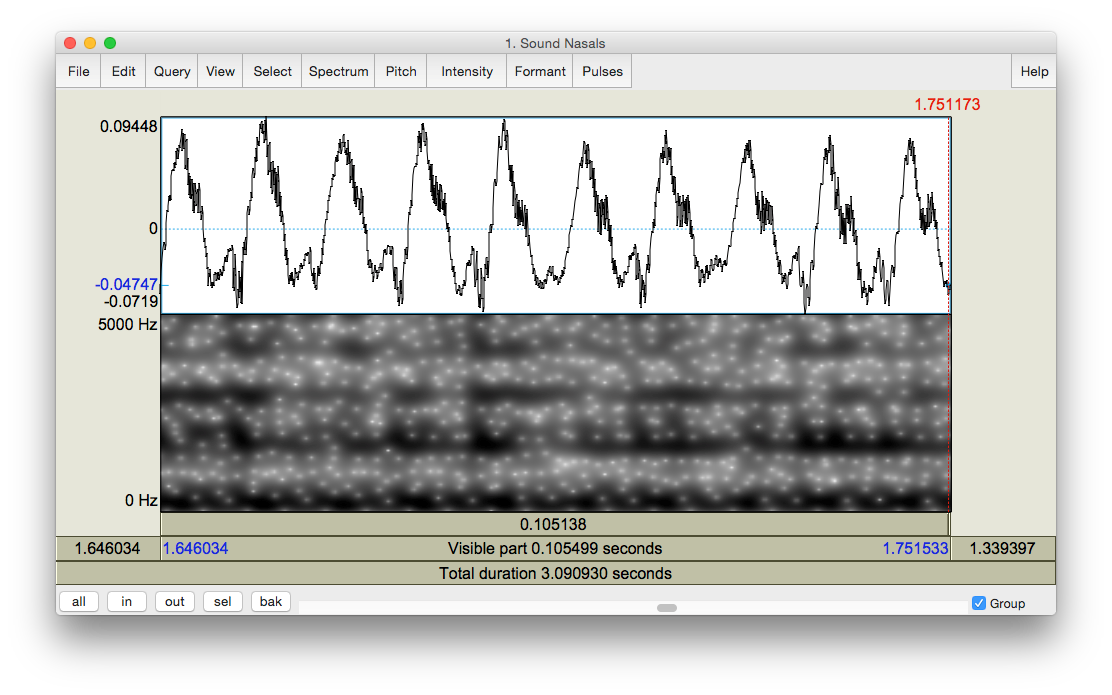 1. Sound Nasals
File Edit Query View Select Spectrum Pitch Intensity Formant Pulses Help
1.751173
0.09448
0
-0.04747
-0.0719
5000 Hz
0 Hz
0.105138
1.646034 1.646034 Visible part 0.105499 seconds 1.751533 1.339397
Total duration 3.090930 seconds
all in out sel bak Group